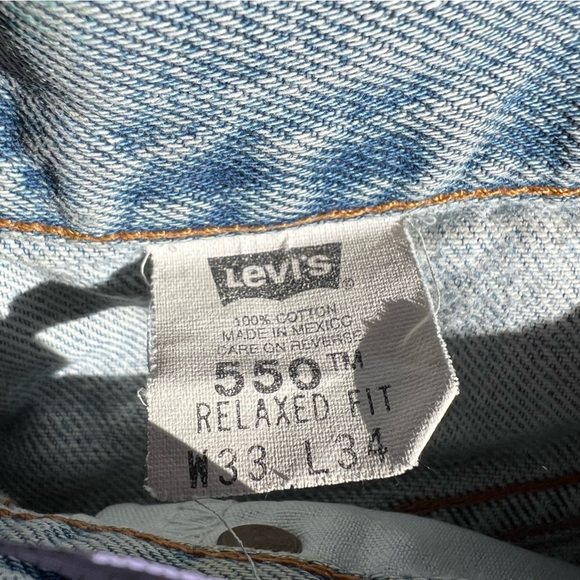 LEVI'S ®
100% COTTON
MADE IN MEXICO
CARE ON REVERSE
550™
RELAXED FIT
W33 L34